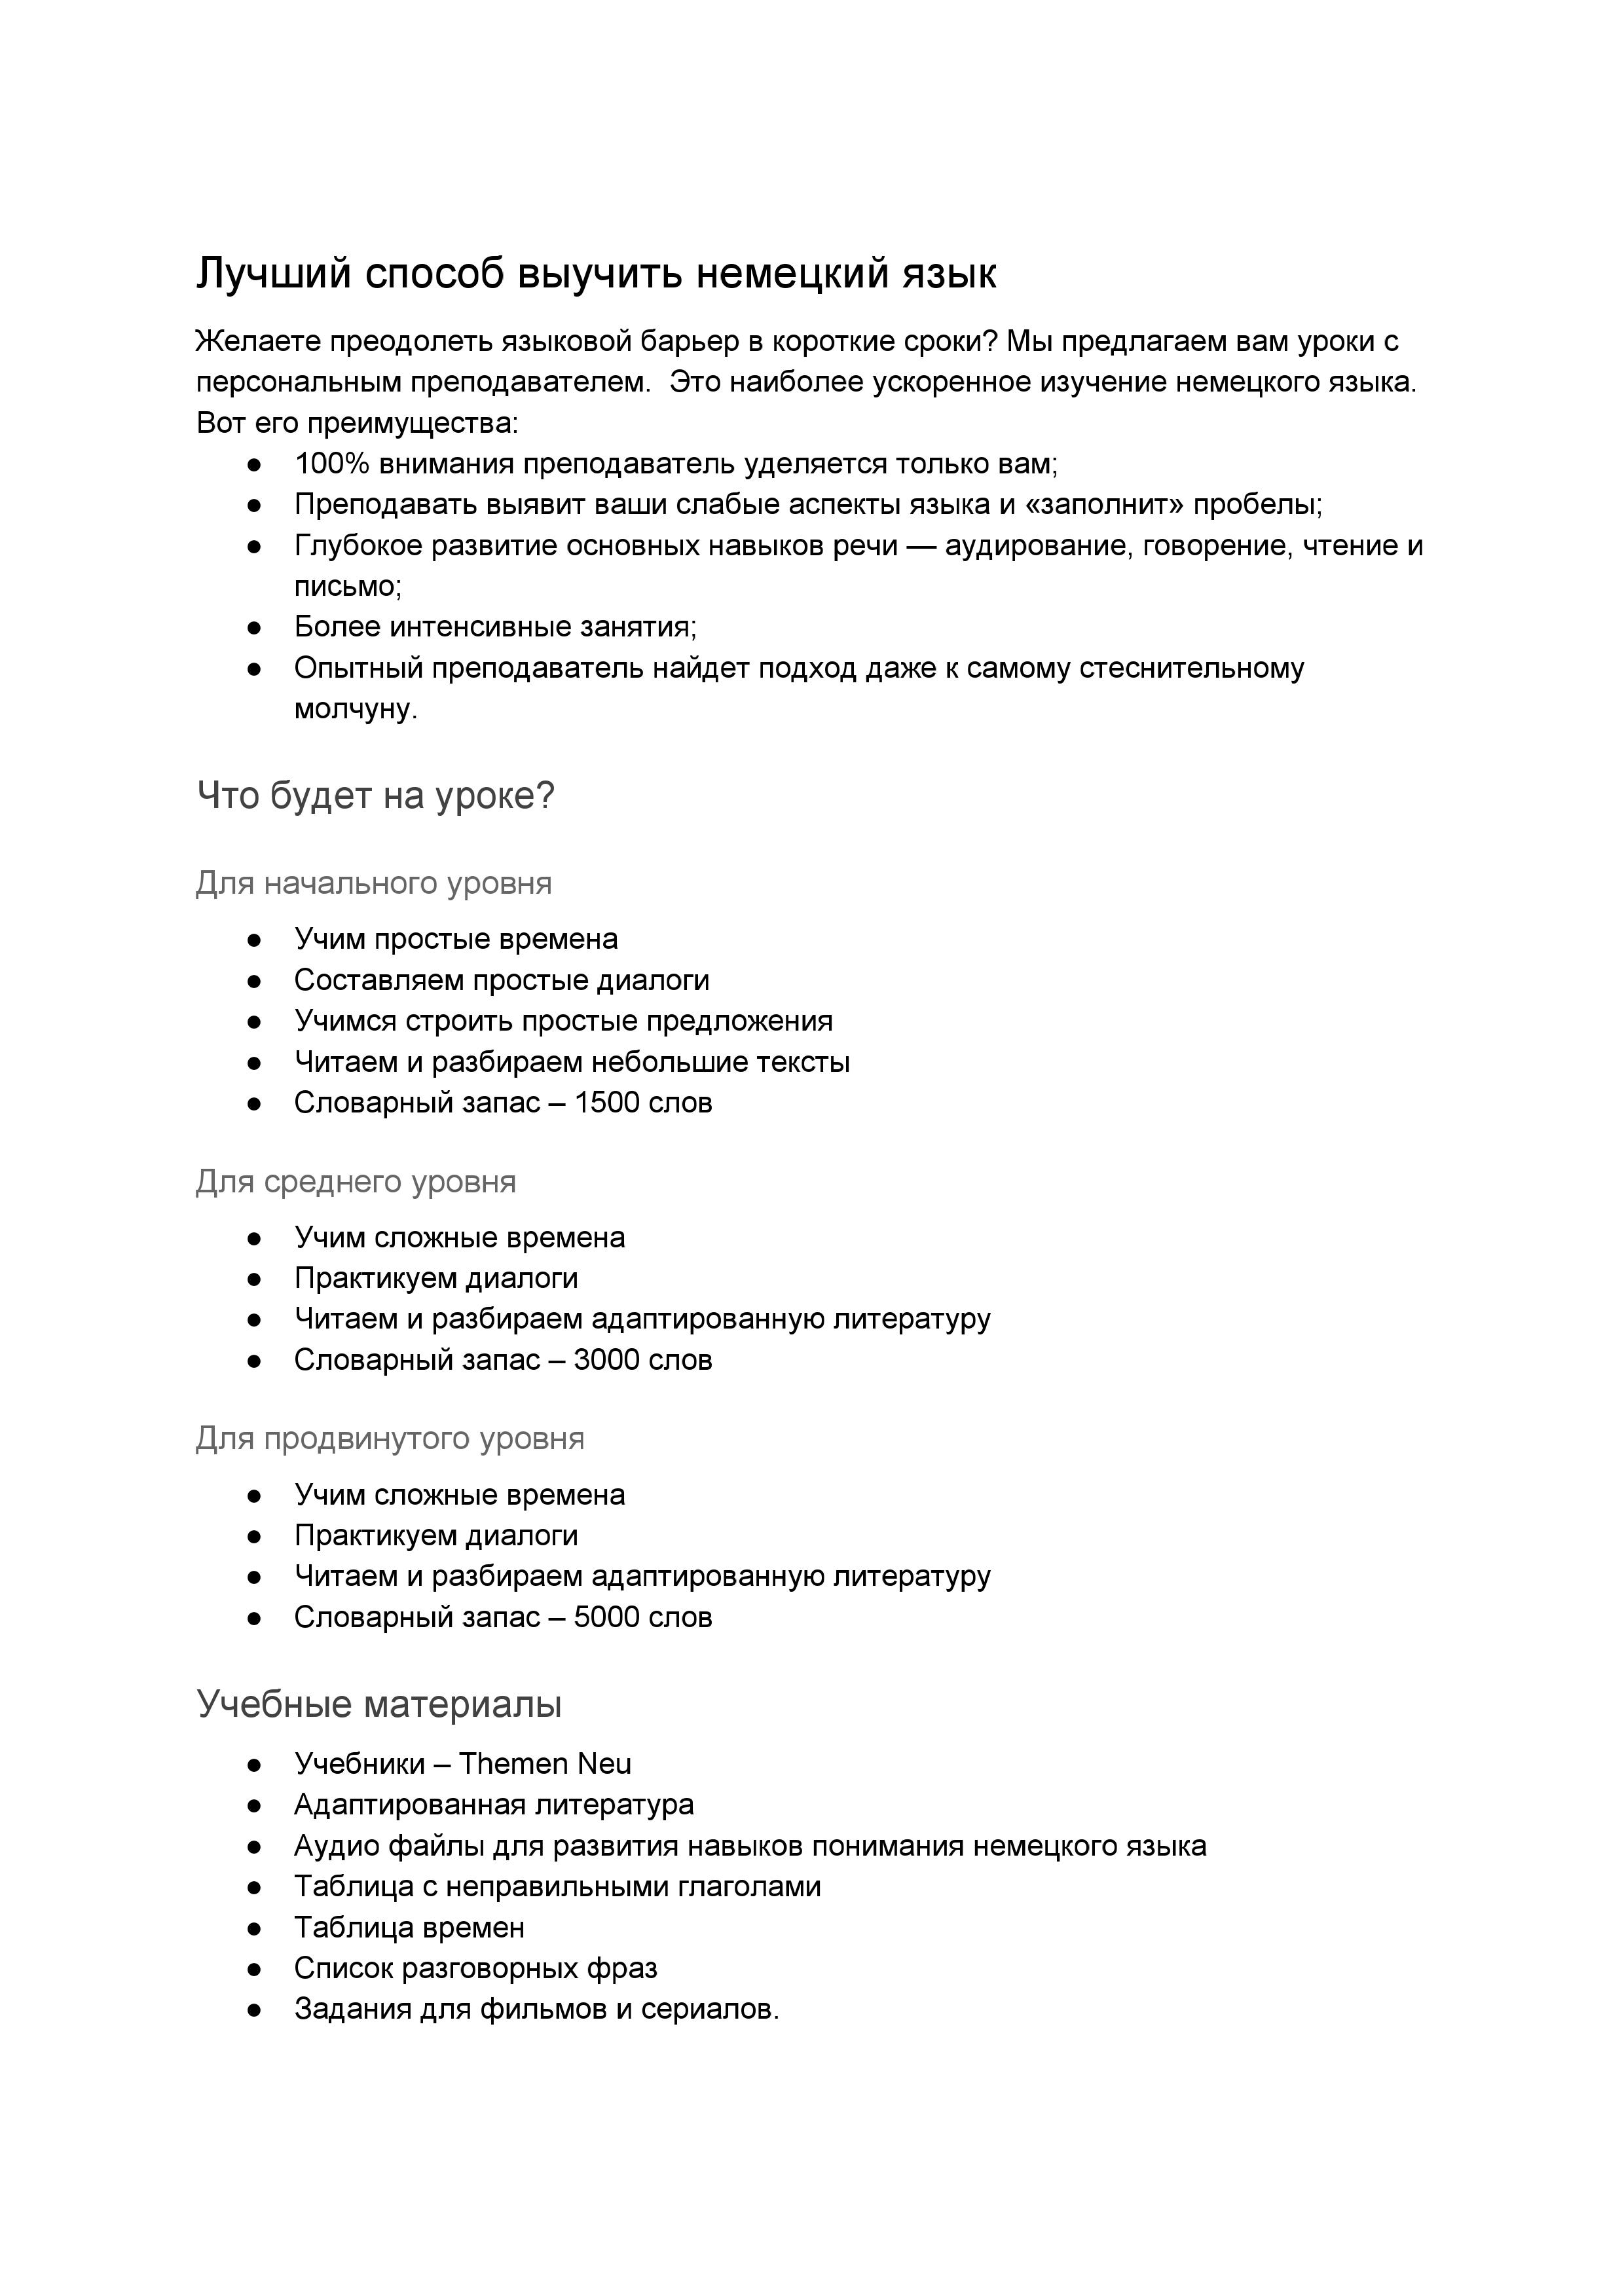 Лучший способ выучить немецкий язык
Желаете преодолеть языковой барьер в короткие сроки? Мы предлагаем вам уроки с
персональным преподавателем.  Это наиболее ускоренное изучение немецкого языка.
Вот его преимущества:
● 100% внимания преподаватель уделяется только вам;
● Преподавать выявит ваши слабые аспекты языка и «заполнит» пробелы;
● Глубокое развитие основных навыков речи — аудирование, говорение, чтение и
письмо;
● Более интенсивные занятия;
● Опытный преподаватель найдет подход даже к самому стеснительному
молчуну.
Что будет на уроке?
Для начального уровня
● Учим простые времена
● Составляем простые диалоги
● Учимся строить простые предложения
● Читаем и разбираем небольшие тексты
● Словарный запас – 1500 слов
Для среднего уровня
● Учим сложные времена
● Практикуем диалоги
● Читаем и разбираем адаптированную литературу
● Словарный запас – 3000 слов
Для продвинутого уровня
● Учим сложные времена
● Практикуем диалоги
● Читаем и разбираем адаптированную литературу
● Словарный запас – 5000 слов
Учебные материалы
● Учебники – Themen Neu
● Адаптированная литература
● Аудио файлы для развития навыков понимания немецкого языка
● Таблица с неправильными глаголами
● Таблица времен
● Список разговорных фраз
● Задания для фильмов и сериалов.